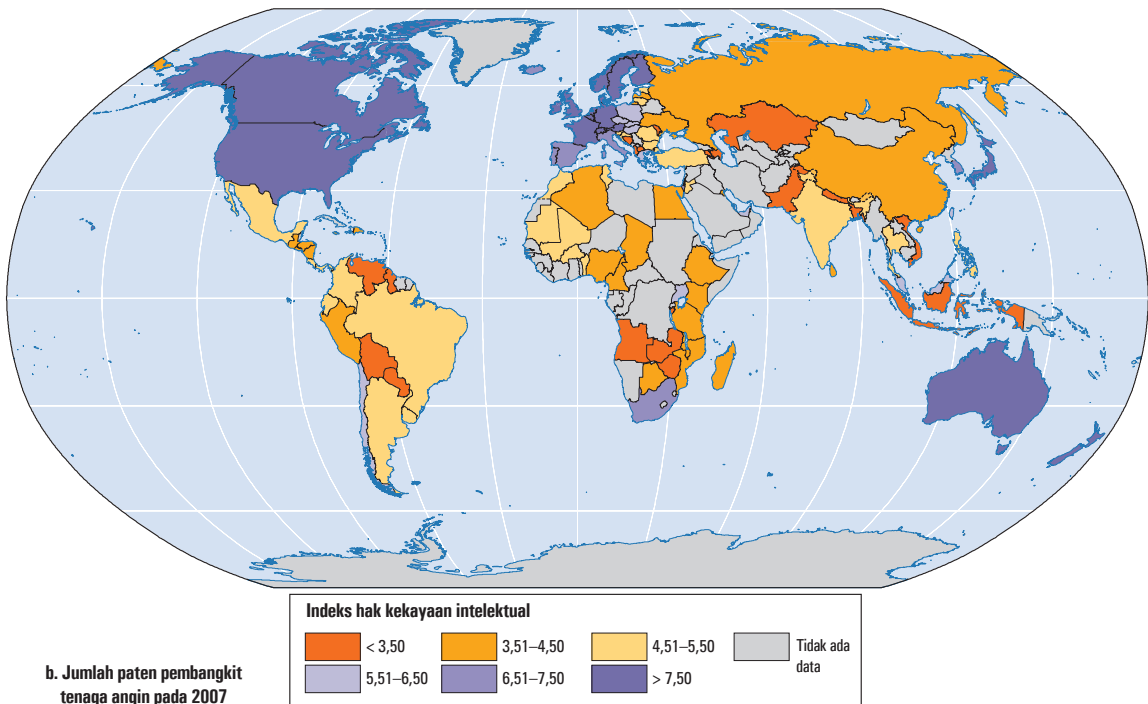 Indeks hak kekayaan intelektual
< 3,50 3,51–4,50 4,51–5,50 Tidak ada
data
5,51–6,50 6,51–7,50 > 7,50
b. Jumlah paten pembangkit
tenaga angin pada 2007